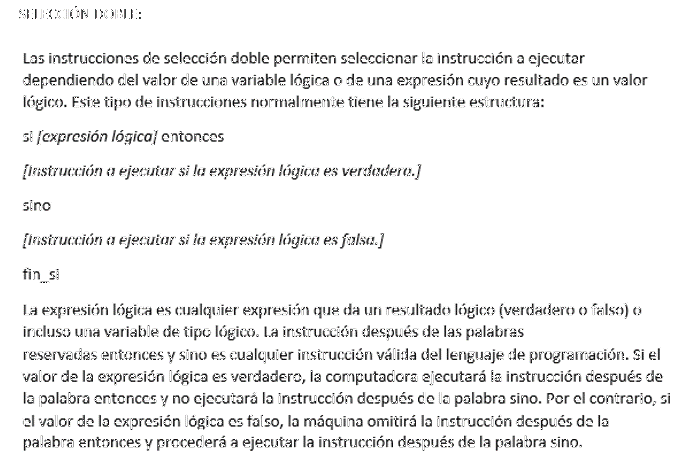 SELECCIÓN DOBLE:
Las instrucciones de selección doble permiten seleccionar la instrucción a ejecutar
dependiendo del valor de una variable lógica o de una expresión cuyo resultado es un valor
lógico. Este tipo de instrucciones normalmente tiene la siguiente estructura:
si [expresión lógica] entonces
[Instrucción a ejecutar si la expresión lógica es verdadero.]
sino
[Instrucción a ejecutar si la expresión lógica es falsa.]
fin_si
La expresión lógica es cualquier expresión que da un resultado lógico (verdadero o falso) o
incluso una variable de tipo lógico. La instrucción después de las palabras
reservadas entonces y sino es cualquier instrucción válida del lenguaje de programación. Si el
valor de la expresión lógica es verdadero, la computadora ejecutará la instrucción después de
la palabra entonces y no ejecutará la instrucción después de la palabra sino. Por el contrario, si
el valor de la expresión lógica es falso, la máquina omitirá la instrucción después de la
palabra entonces y procederá a ejecutar la instrucción después de la palabra sino.